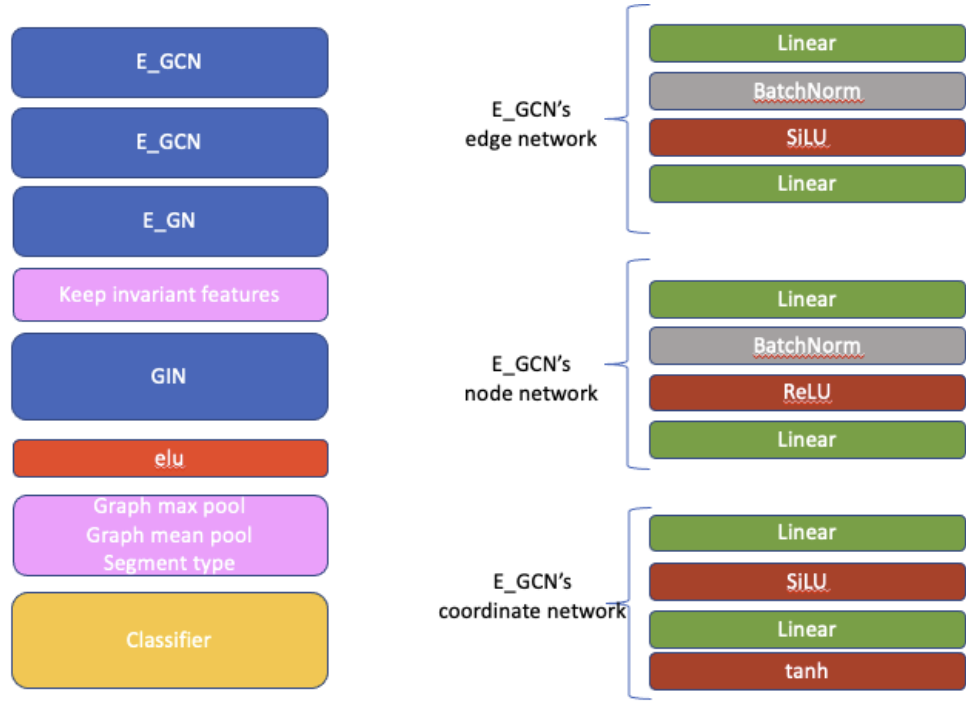 E_GCN
E_GCN
E_GN
Keep invariant features
GIN
elu
Graph max pool
Graph mean pool
Segment type
Classifier
E_GCN's
edge network
Linear
BatchNorm
SiLU
Linear
E_GCN's
node network
Linear
BatchNorm
ReLU
Linear
E_GCN's
coordinate network
Linear
SiLU
Linear
tanh